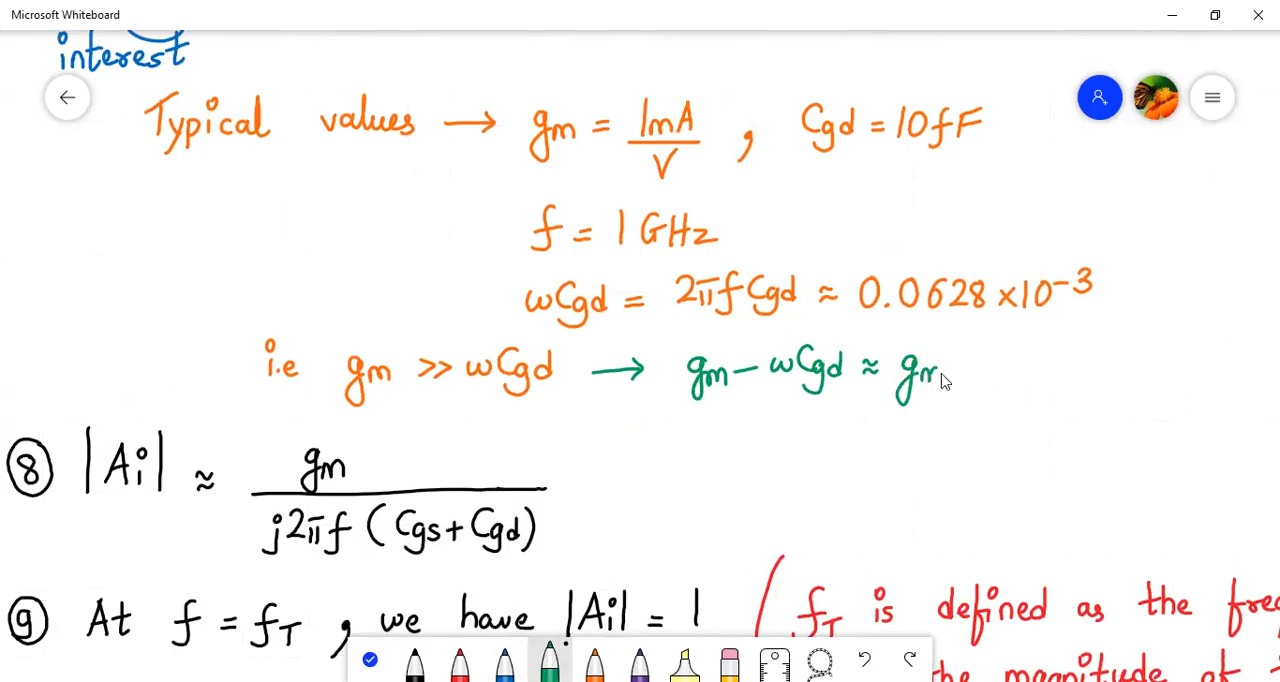 Microsoft Whiteboard
interest
Typical values → gm = 1mA/V , Cgd = 10fF
f = 1 GHz
ωCgd = 2πf Cgd ≈ 0.0628 ×10⁻³
i.e gm >> ωCgd → gm − ωCgd ≈ gm
⑧ |Ai| ≈ gm / j2πf (Cgs + Cgd)
⑨ At f = fT , we have |Ai| = 1 ( fT is defined as the
the magnitude of